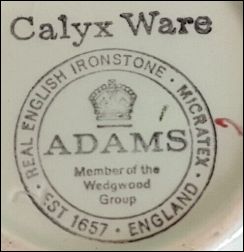 Calyx Ware
REAL ENGLISH IRONSTONE · MICRATEX ·
ADAMS
Member of the
Wedgwood
Group
EST 1657 · ENGLAND ·